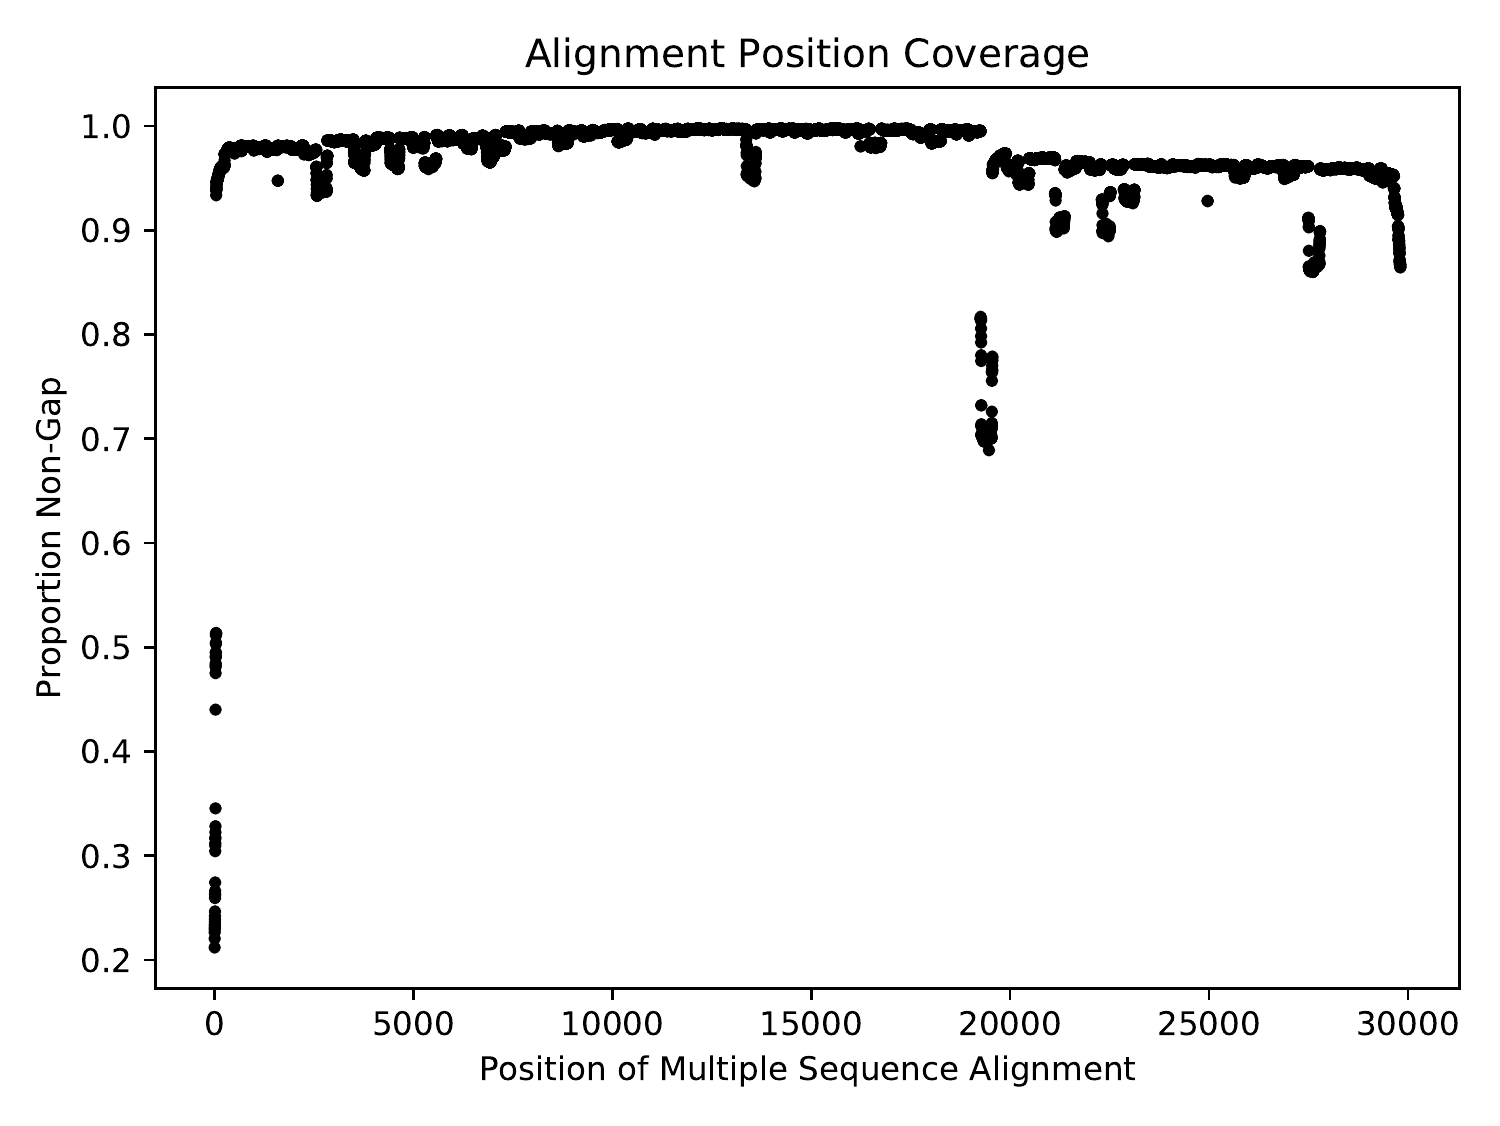 Alignment Position Coverage
Proportion Non-Gap
1.0
0.9
0.8
0.7
0.6
0.5
0.4
0.3
0.2
0 5000 10000 15000 20000 25000 30000
Position of Multiple Sequence Alignment